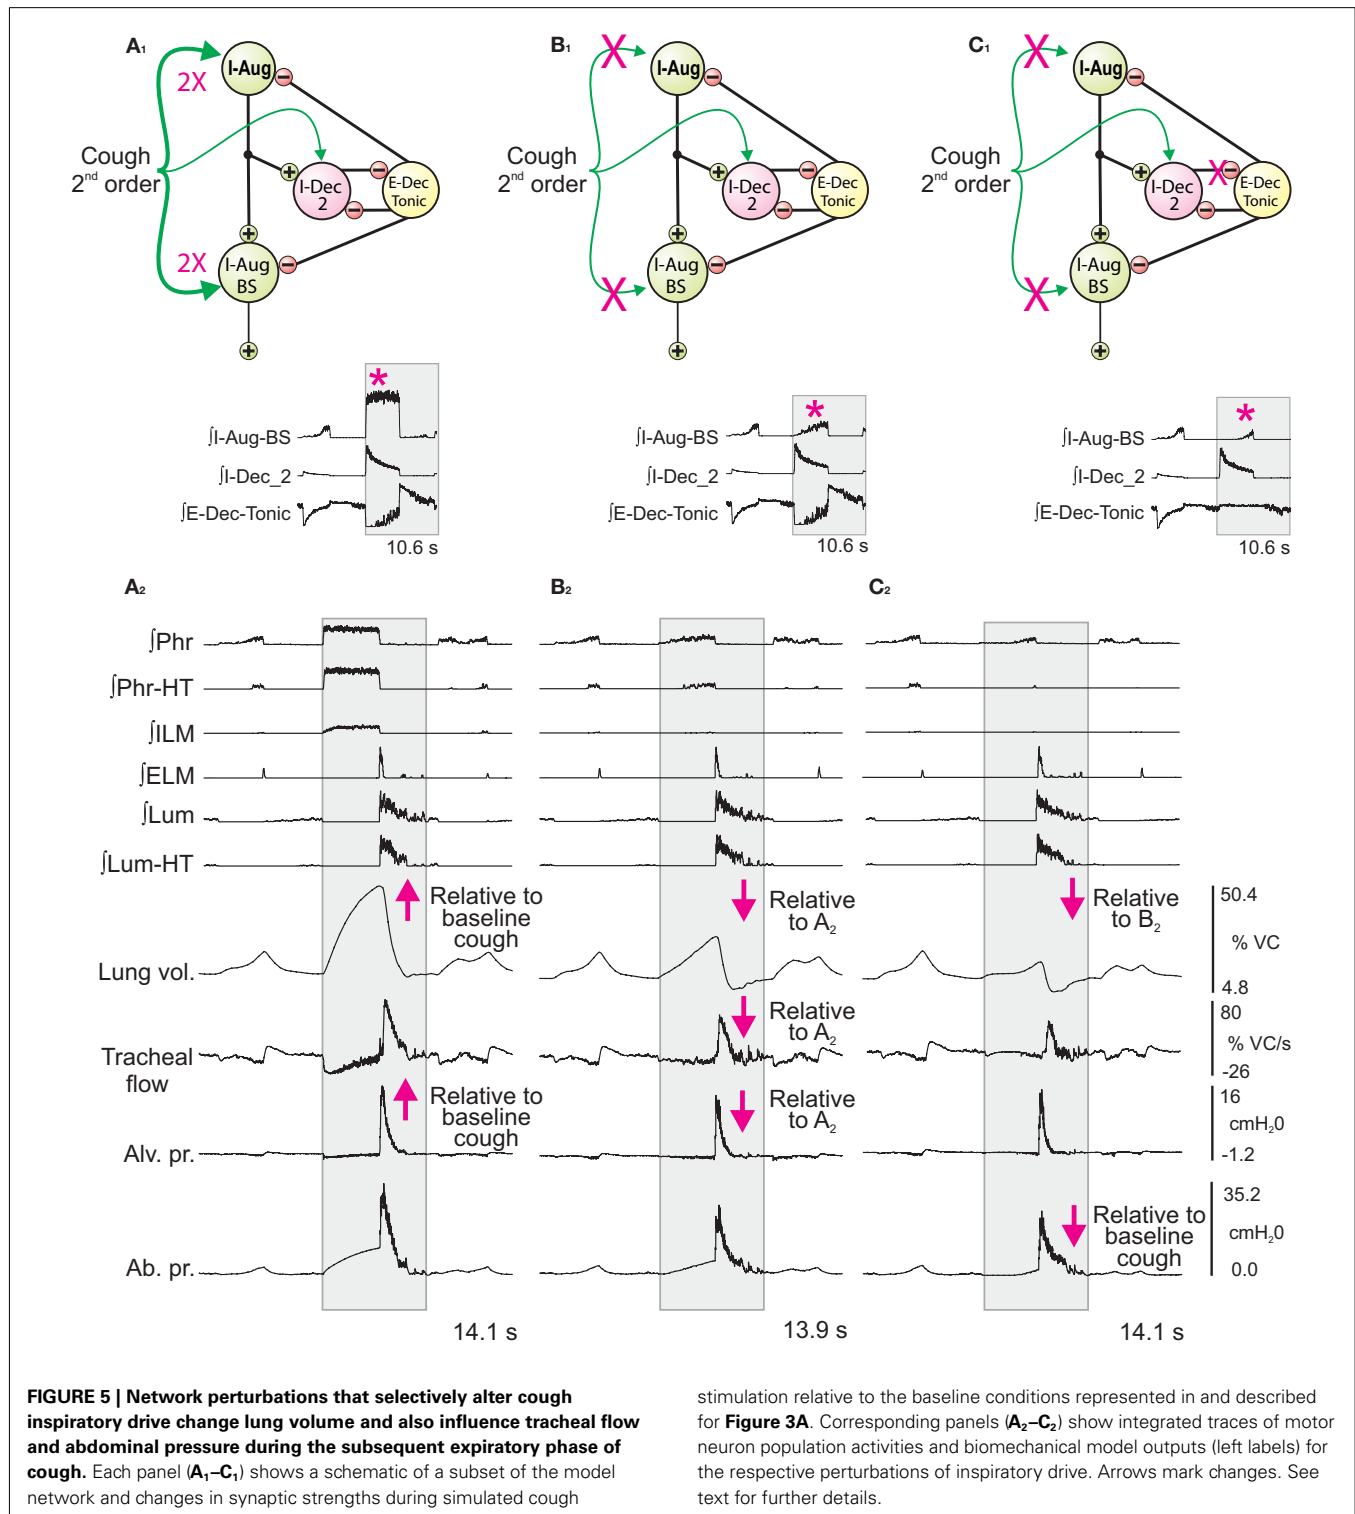 A1
I-Aug
2X
Cough
2nd order
I-Dec
2
E-Dec
Tonic
2X
I-Aug
BS
B1
I-Aug
X
Cough
2nd order
I-Dec
2
E-Dec
Tonic
I-Aug
BS
X
C1
I-Aug
X
Cough
2nd order
I-Dec
2
X
E-Dec
Tonic
I-Aug
BS
X
*
∫I-Aug-BS
∫I-Dec_2
∫E-Dec-Tonic
10.6 s
*
∫I-Aug-BS
∫I-Dec_2
∫E-Dec-Tonic
10.6 s
*
∫I-Aug-BS
∫I-Dec_2
∫E-Dec-Tonic
10.6 s
A2
B2
C2
∫Phr
∫Phr-HT
∫ILM
∫ELM
∫Lum
∫Lum-HT
Lung vol.
Tracheal
flow
Alv. pr.
Ab. pr.
Relative to
baseline
cough
Relative to
baseline
cough
14.1 s
Relative
to A2
Relative
to A2
Relative
to A2
13.9 s
Relative
to B2
Relative to
baseline
cough
14.1 s
50.4
% VC
4.8
80
% VC/s
-26
16
cmH20
-1.2
35.2
cmH20
0.0
FIGURE 5 | Network perturbations that selectively alter cough
inspiratory drive change lung volume and also influence tracheal flow
and abdominal pressure during the subsequent expiratory phase of
cough. Each panel (A1–C1) shows a schematic of a subset of the model
network and changes in synaptic strengths during simulated cough
stimulation relative to the baseline conditions represented in and described
for Figure 3A. Corresponding panels (A2–C2) show integrated traces of motor
neuron population activities and biomechanical model outputs (left labels) for
the respective perturbations of inspiratory drive. Arrows mark changes. See
text for further details.